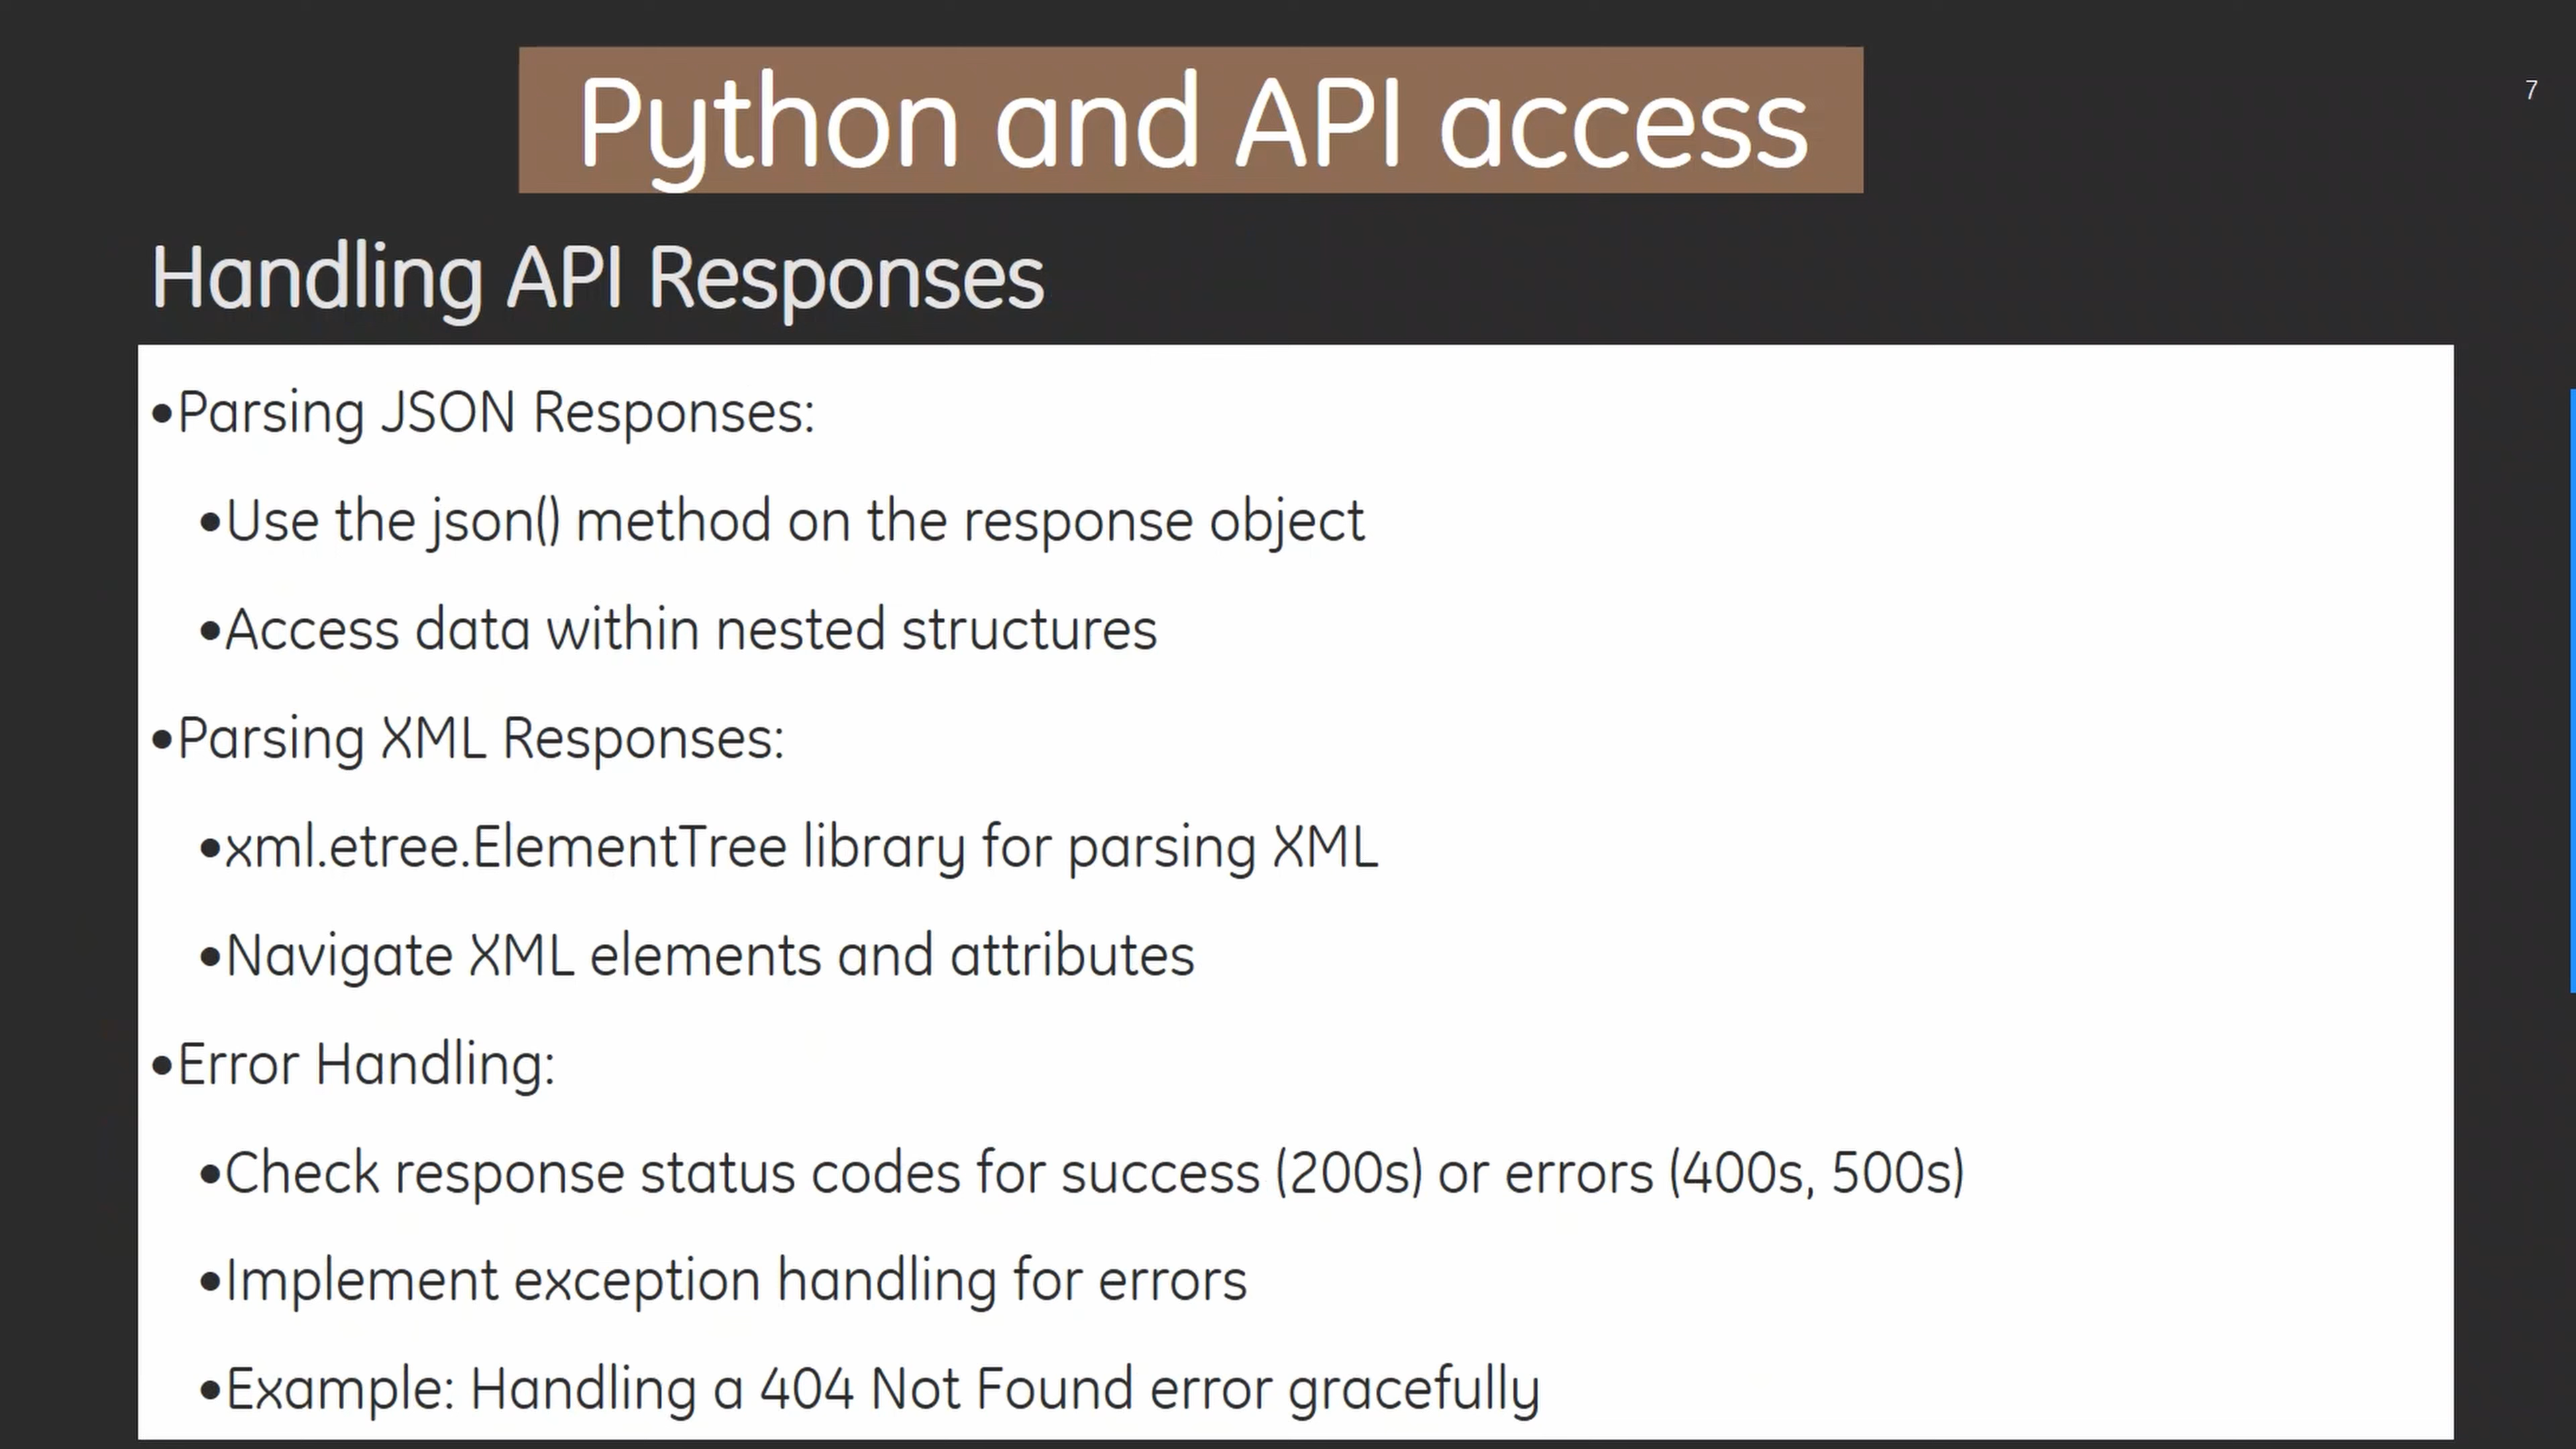 Python and API access
7
Handling API Responses
•Parsing JSON Responses:
•Use the json() method on the response object
•Access data within nested structures
•Parsing XML Responses:
•xml.etree.ElementTree library for parsing XML
•Navigate XML elements and attributes
•Error Handling:
•Check response status codes for success (200s) or errors (400s, 500s)
•Implement exception handling for errors
•Example: Handling a 404 Not Found error gracefully